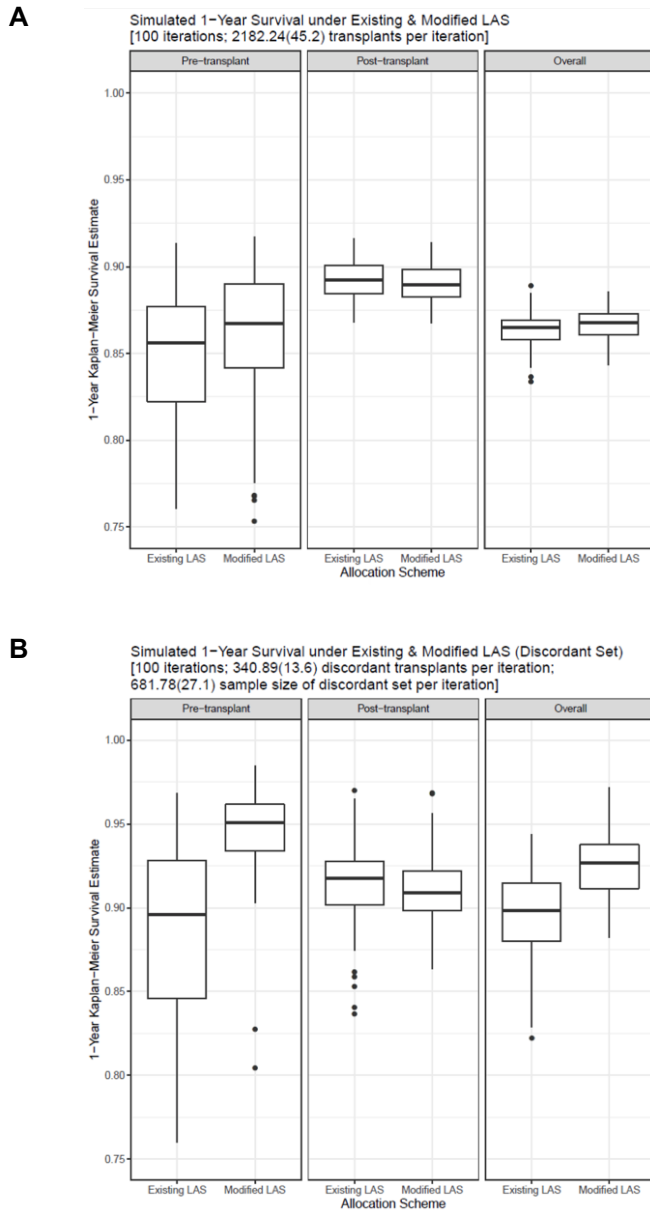 A
Simulated 1−Year Survival under Existing & Modified LAS
[100 iterations; 2182.24(45.2) transplants per iteration]
Pre−transplant
Post−transplant
Overall
1−Year Kaplan−Meier Survival Estimate
1.00
0.95
0.90
0.85
0.80
0.75
Existing LAS
Modified LAS
Existing LAS
Modified LAS
Existing LAS
Modified LAS
Allocation Scheme
B
Simulated 1−Year Survival under Existing & Modified LAS (Discordant Set)
[100 iterations; 340.89(13.6) discordant transplants per iteration;
681.78(27.1) sample size of discordant set per iteration]
Pre−transplant
Post−transplant
Overall
1−Year Kaplan−Meier Survival Estimate
1.00
0.95
0.90
0.85
0.80
0.75
Existing LAS
Modified LAS
Existing LAS
Modified LAS
Existing LAS
Modified LAS
Allocation Scheme